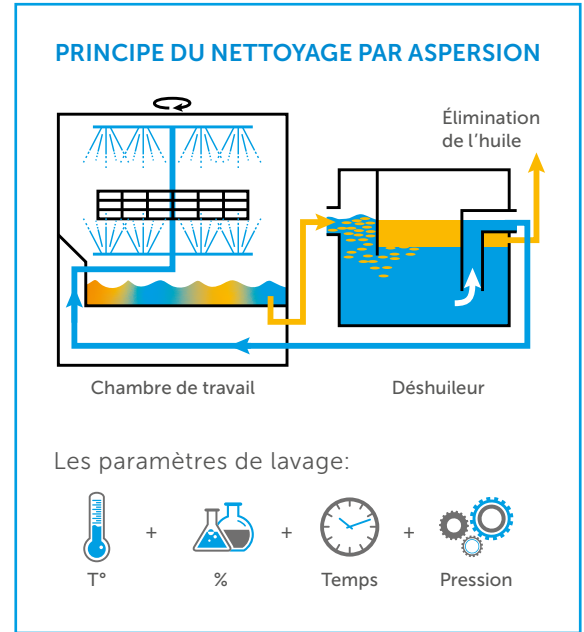 PRINCIPE DU NETTOYAGE PAR ASPERSION
Élimination
de l’huile
Chambre de travail
Déshuileur
Les paramètres de lavage:
+ + +
T° % Temps Pression